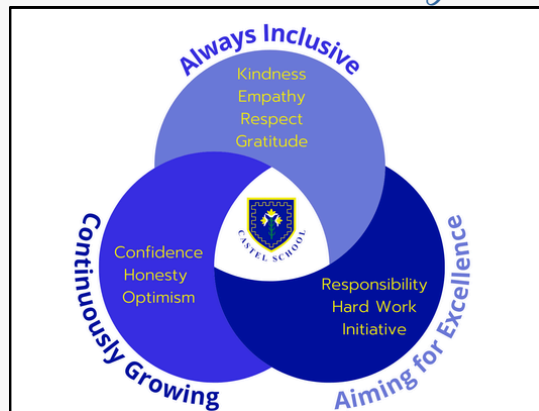 Always Inclusive
Kindness
Empathy
Respect
Gratitude
CASTEL SCHOOL
Continuously Growing
Confidence
Honesty
Optimism
Responsibility
Hard Work
Initiative
Aiming for Excellence